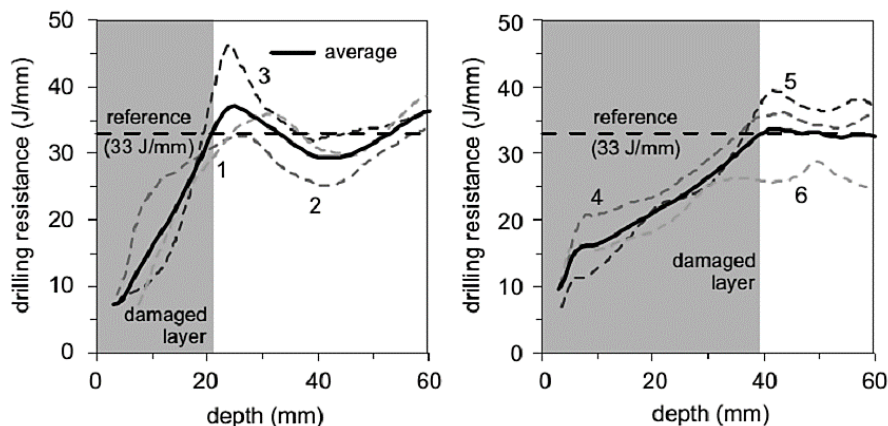 50
40
30
20
10
0
drilling resistance (J/mm)
average
reference
(33 J/mm)
3
1
2
damaged
layer
0 20 40 60
depth (mm)
50
40
30
20
10
0
drilling resistance (J/mm)
reference
(33 J/mm)
5
4
6
damaged
layer
0 20 40 60
depth (mm)